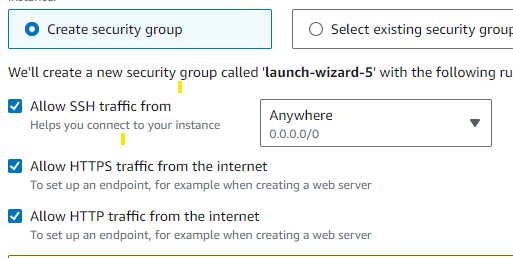 Create security group
Select existing security group
We'll create a new security group called 'launch-wizard-5' with the following ru
Allow SSH traffic from
Anywhere
Helps you connect to your instance
0.0.0.0/0
Allow HTTPS traffic from the internet
To set up an endpoint, for example when creating a web server
Allow HTTP traffic from the internet
To set up an endpoint, for example when creating a web server